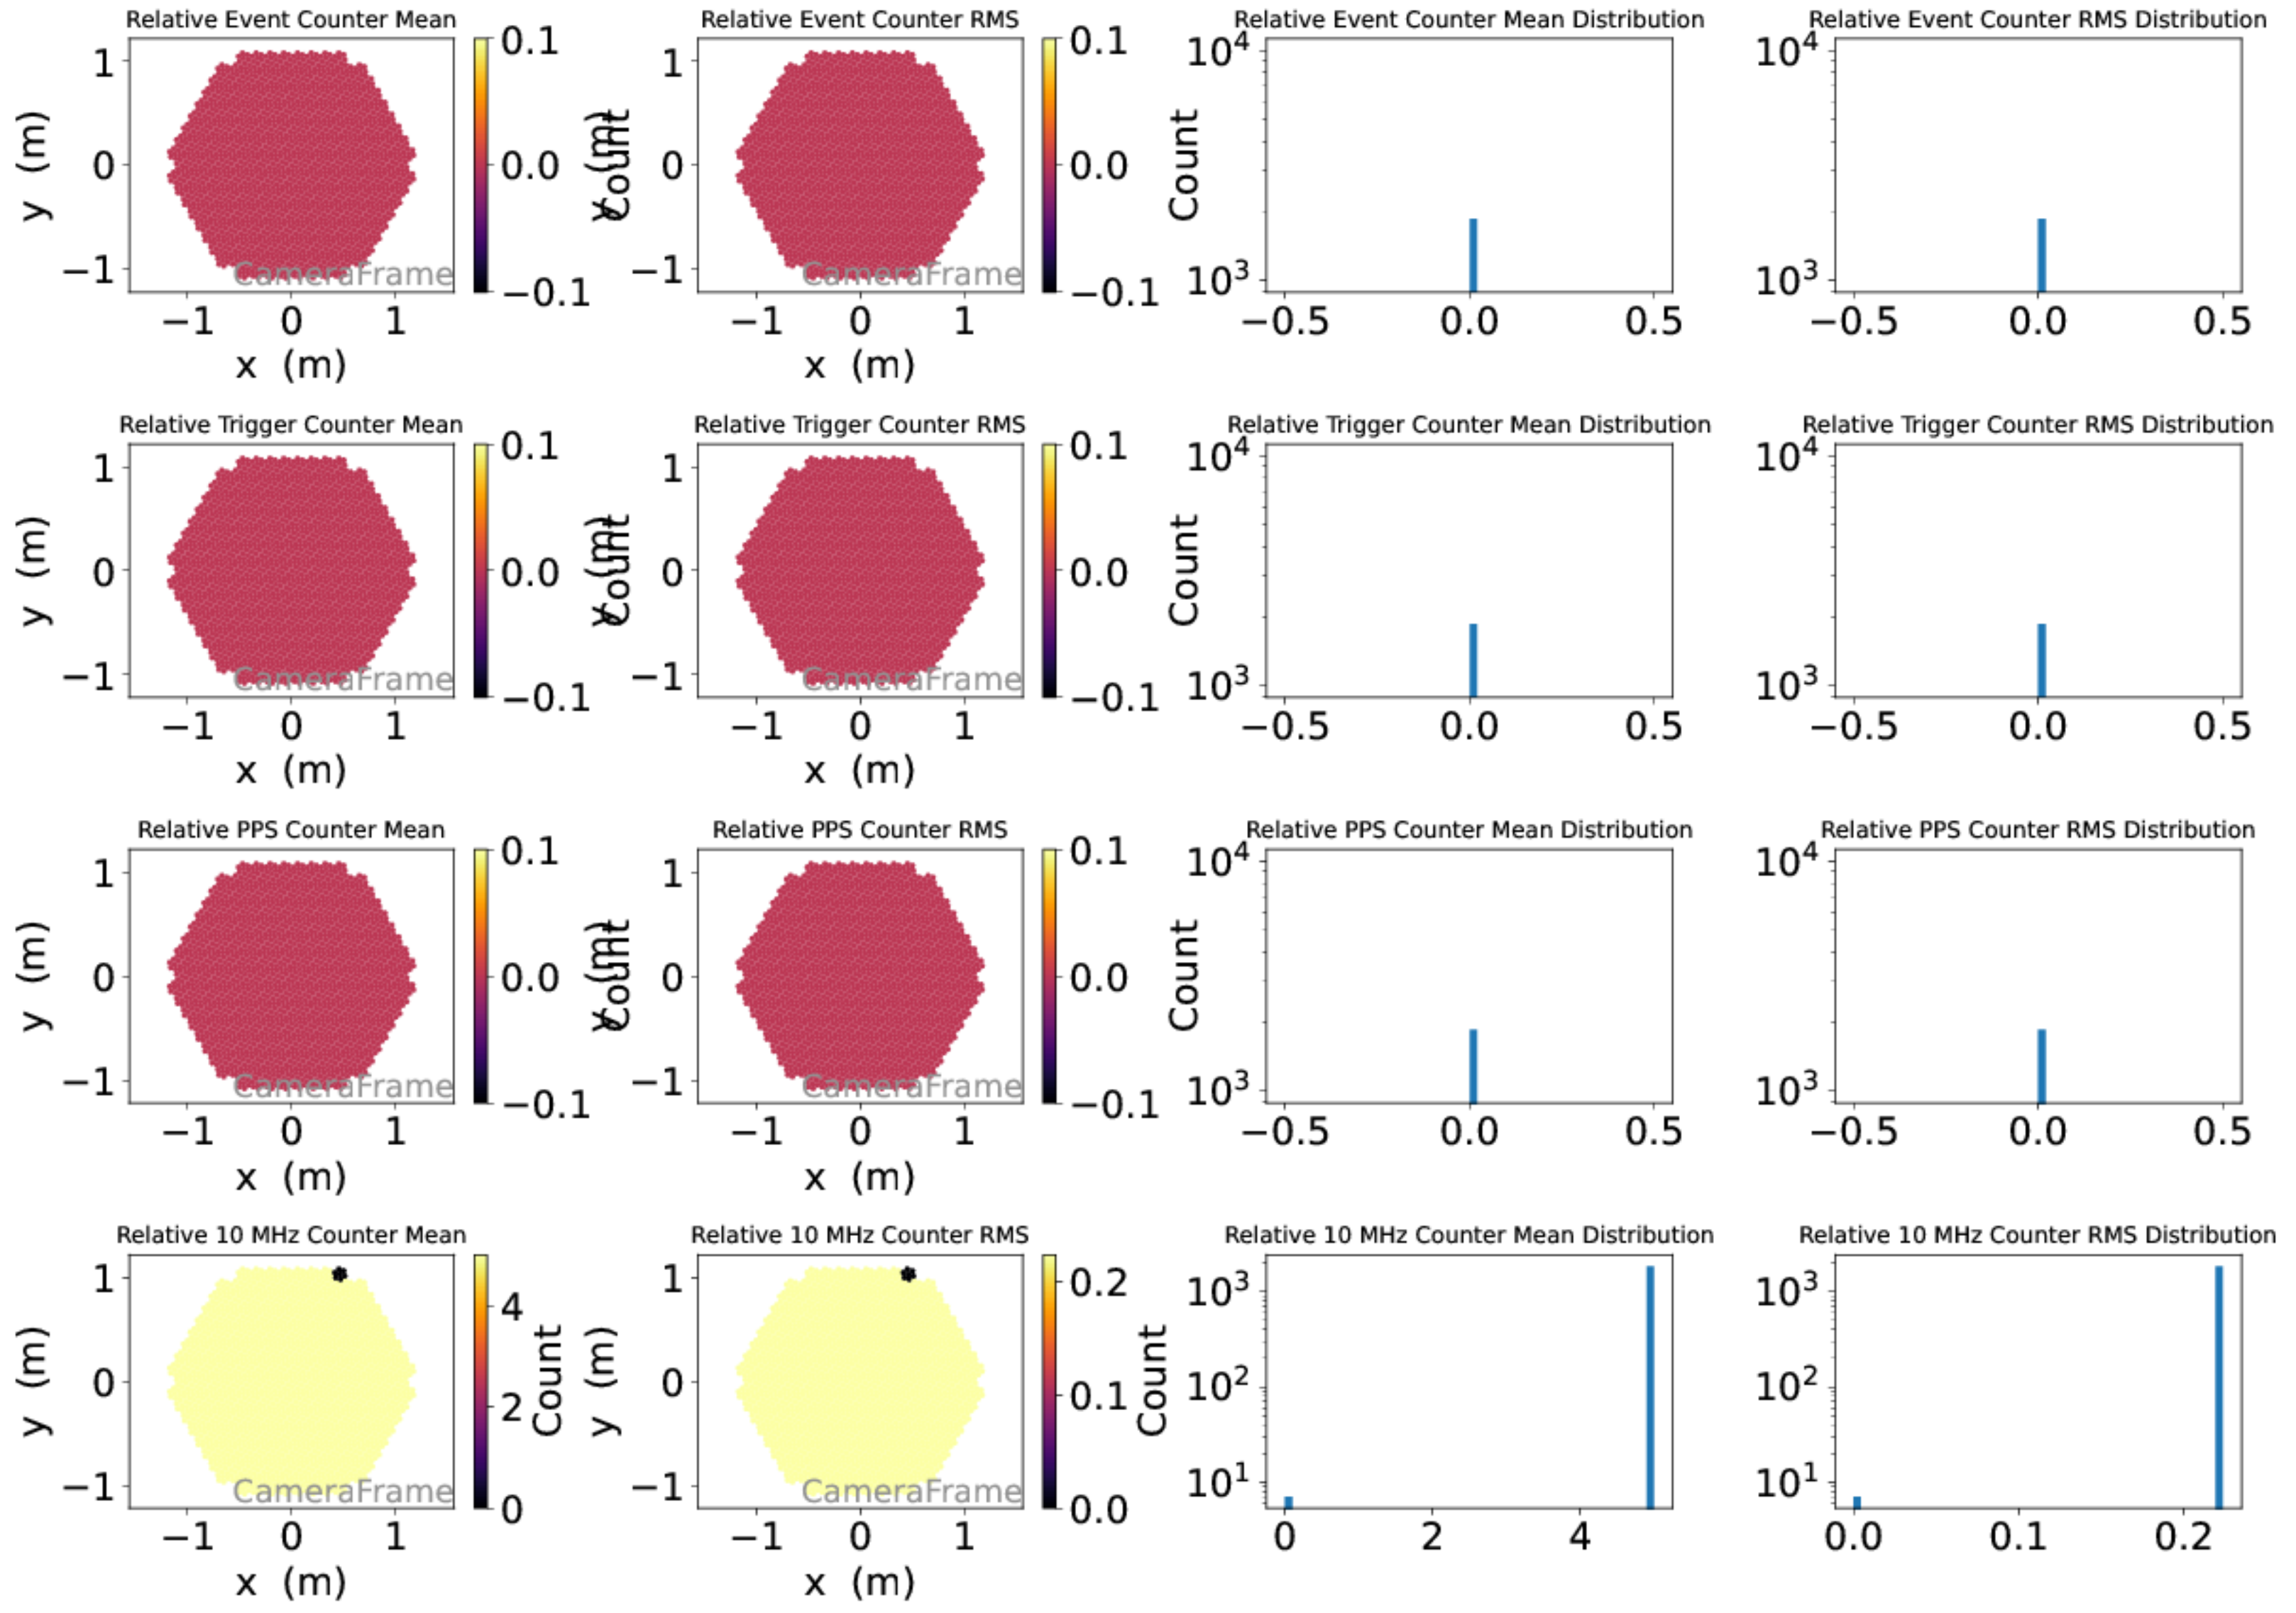 Relative Event Counter Mean
Relative Event Counter RMS
Relative Event Counter Mean Distribution
Relative Event Counter RMS Distribution
y (m)
1
0
−1
CameraFrame
−1 0 1
x (m)
0.1
0.0
−0.1
Count
y (m)
1
0
−1
CameraFrame
−1 0 1
x (m)
0.1
0.0
−0.1
Count
10⁴
10³
−0.5 0.0 0.5
10⁴
10³
−0.5 0.0 0.5
Relative Trigger Counter Mean
Relative Trigger Counter RMS
Relative Trigger Counter Mean Distribution
Relative Trigger Counter RMS Distribution
y (m)
1
0
−1
CameraFrame
−1 0 1
x (m)
0.1
0.0
−0.1
Count
y (m)
1
0
−1
CameraFrame
−1 0 1
x (m)
0.1
0.0
−0.1
Count
10⁴
10³
−0.5 0.0 0.5
10⁴
10³
−0.5 0.0 0.5
Relative PPS Counter Mean
Relative PPS Counter RMS
Relative PPS Counter Mean Distribution
Relative PPS Counter RMS Distribution
y (m)
1
0
−1
CameraFrame
−1 0 1
x (m)
0.1
0.0
−0.1
Count
y (m)
1
0
−1
CameraFrame
−1 0 1
x (m)
0.1
0.0
−0.1
Count
10⁴
10³
−0.5 0.0 0.5
10⁴
10³
−0.5 0.0 0.5
Relative 10 MHz Counter Mean
Relative 10 MHz Counter RMS
Relative 10 MHz Counter Mean Distribution
Relative 10 MHz Counter RMS Distribution
y (m)
1
0
−1
CameraFrame
−1 0 1
x (m)
4
2
0
Count
y (m)
1
0
−1
CameraFrame
−1 0 1
x (m)
0.2
0.1
0.0
Count
10³
10²
10¹
0 2 4
10³
10²
10¹
0.0 0.1 0.2